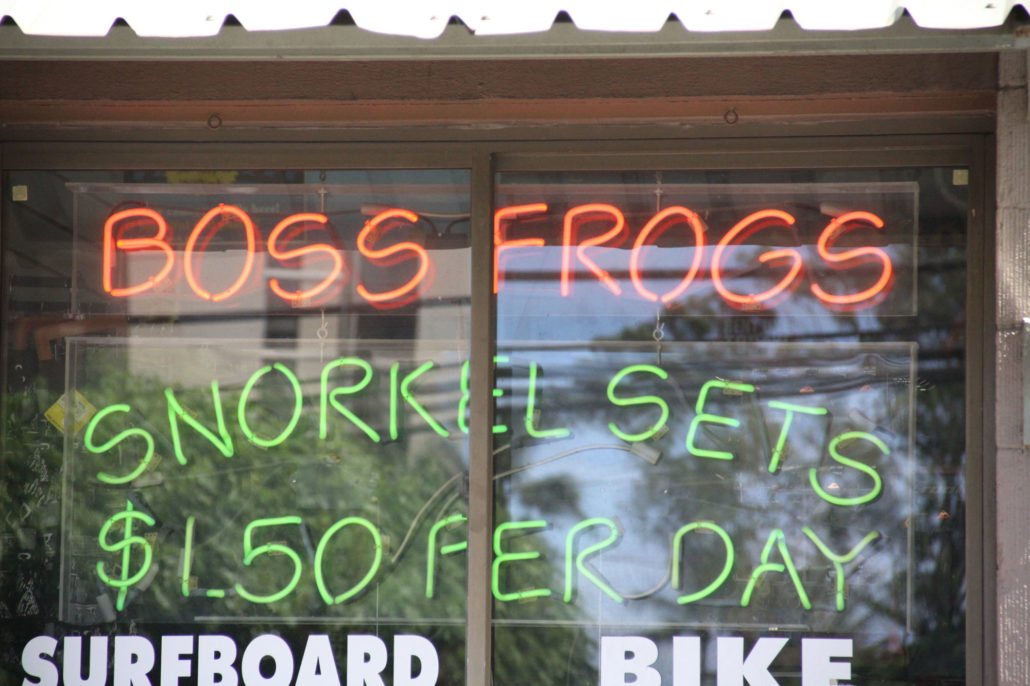 BOSS FROGS
SNORKEL SETS
$1.50 PER DAY
SURFBOARD BIKE